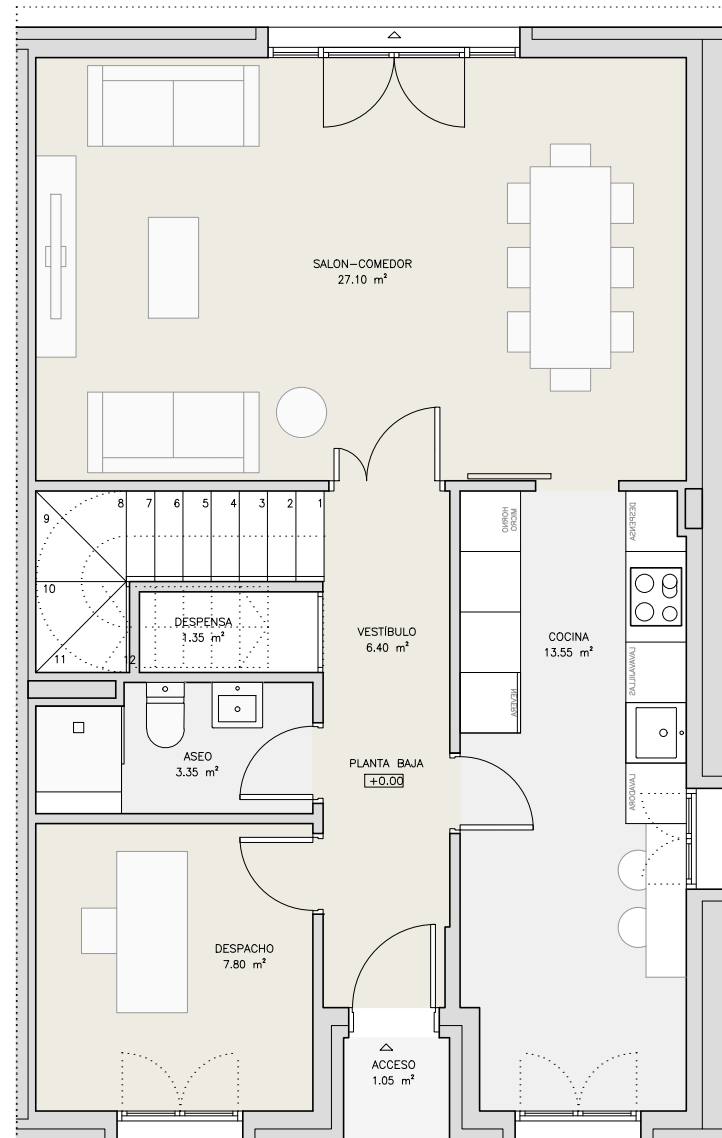 SALON-COMEDOR
27.10 m²
8 7 6 5 4 3 2 1
9
10
11
12
DESPENSA
1.35 m²
VESTÍBULO
6.40 m²
MICRO
HORNO
DESPENSA
COCINA
13.55 m²
LAVAVAJILLAS
NEVERA
ASEO
3.35 m²
PLANTA BAJA
+0.00
LAVADORA
DESPACHO
7.80 m²
ACCESO
1.05 m²